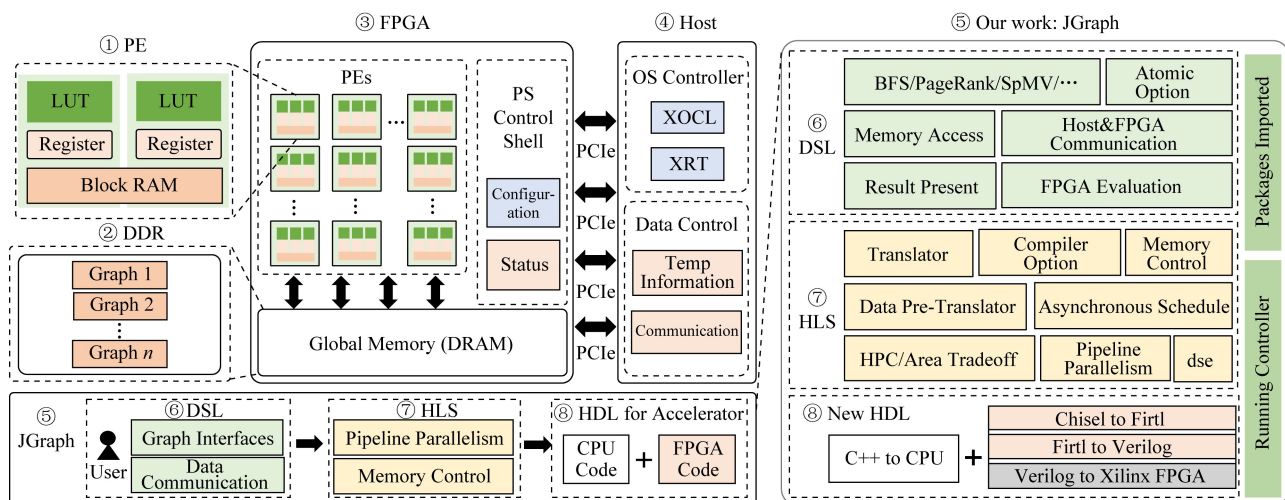 ① PE
LUT
LUT
Register
Register
Block RAM
② DDR
Graph 1
Graph 2
⋮
Graph n
③ FPGA
PEs
...
⋮
⋮
⋮
PS
Control
Shell
Configur-
ation
Status
Global Memory (DRAM)
PCIe
PCIe
PCIe
PCIe
④ Host
OS Controller
XOCL
XRT
Data Control
Temp
Information
Communication
⑤
JGraph
User
⑥ DSL
Graph Interfaces
Data
Communication
⑦ HLS
Pipeline Parallelism
Memory Control
⑧ HDL for Accelerator
CPU
Code
+
FPGA
Code
⑤ Our work: JGraph
⑥
DSL
BFS/PageRank/SpMV/⋯
Atomic
Option
Memory Access
Host&FPGA
Communication
Result Present
FPGA Evaluation
⑦
HLS
Translator
Compiler
Option
Memory
Control
Data Pre-Translator
Asynchronous Schedule
HPC/Area Tradeoff
Pipeline
Parallelism
dse
⑧ New HDL
C++ to CPU
+
Chisel to Firtl
Firtl to Verilog
Verilog to Xilinx FPGA
Packages Imported
Running Controller